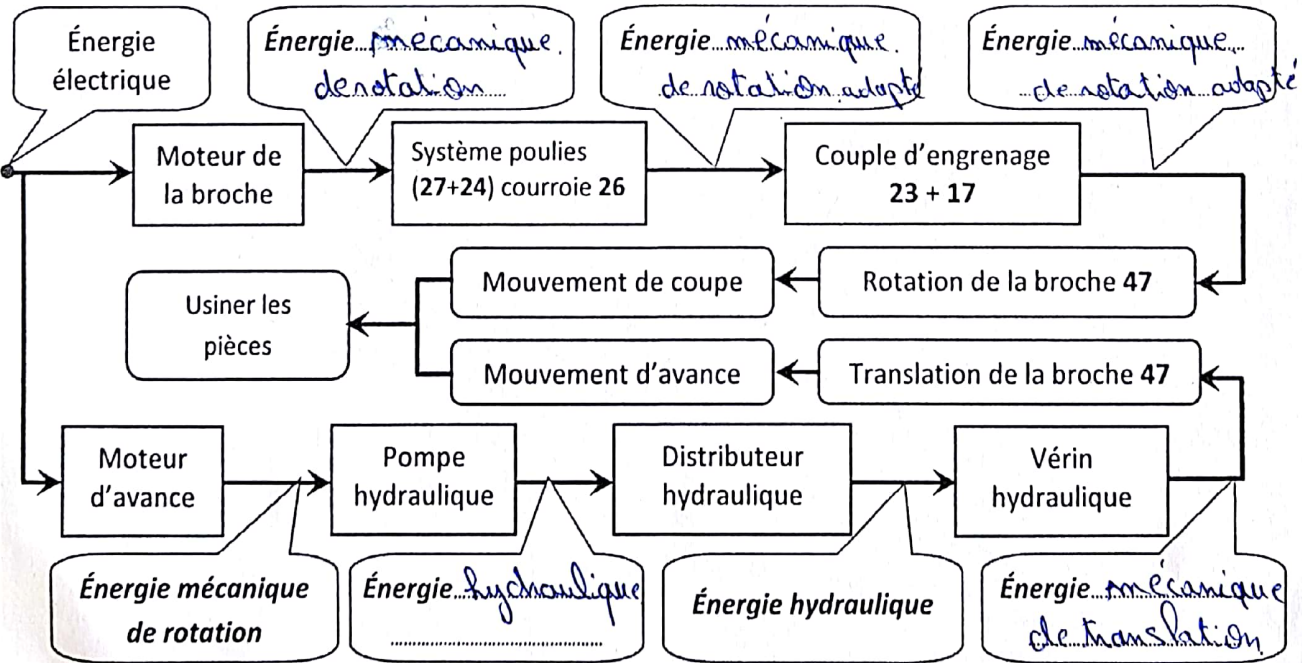 Énergie
électrique
Énergie...mécanique.
de rotation......
Énergie...mécanique.
de rotation adapté
Énergie...mécanique...
...de rotation adapté
Moteur de
la broche
Système poulies
(27+24) courroie 26
Couple d'engrenage
23 + 17
Usiner les
pièces
Mouvement de coupe
Rotation de la broche 47
Mouvement d'avance
Translation de la broche 47
Moteur
d'avance
Pompe
hydraulique
Distributeur
hydraulique
Vérin
hydraulique
Énergie mécanique
de rotation
Énergie...hydraulique
..............................
Énergie hydraulique
Énergie...mécanique
de translation